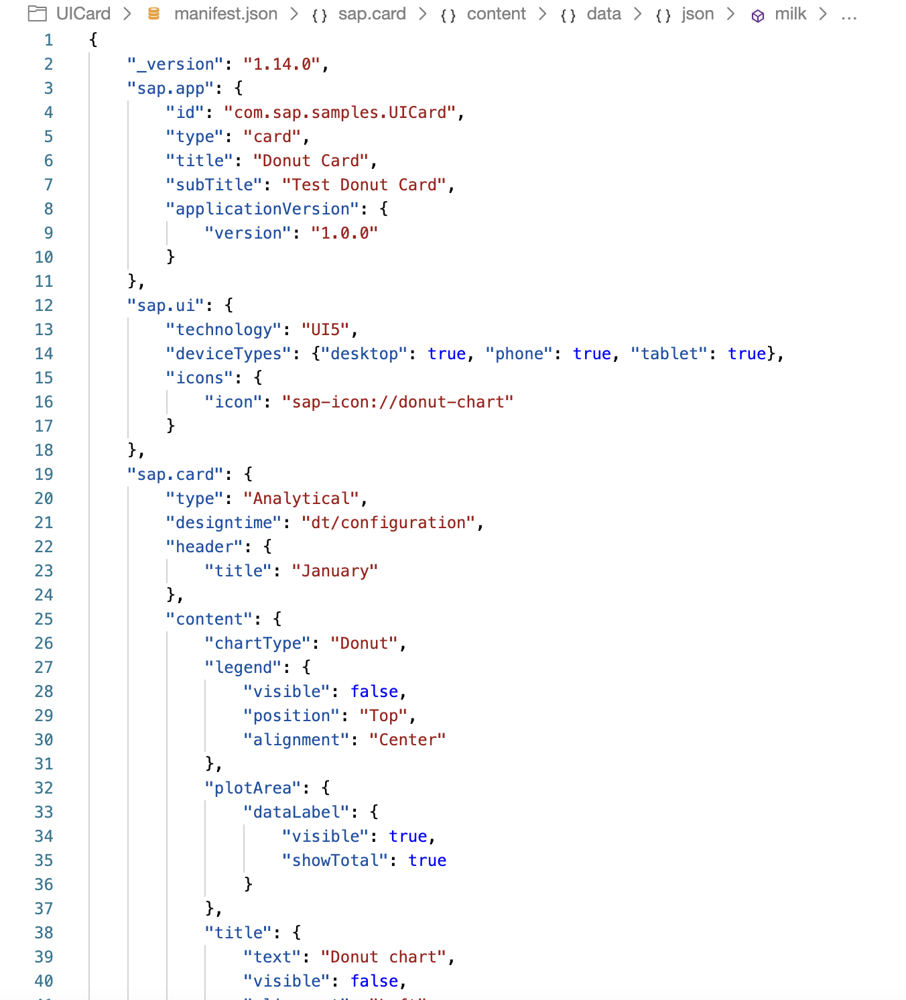 UICard > manifest.json > {} sap.card > {} content > {} data > {} json > milk > ...
1 {
2 "_version": "1.14.0",
3 "sap.app": {
4 "id": "com.sap.samples.UICard",
5 "type": "card",
6 "title": "Donut Card",
7 "subTitle": "Test Donut Card",
8 "applicationVersion": {
9 "version": "1.0.0"
10 }
11 },
12 "sap.ui": {
13 "technology": "UI5",
14 "deviceTypes": {"desktop": true, "phone": true, "tablet": true},
15 "icons": {
16 "icon": "sap-icon://donut-chart"
17 }
18 },
19 "sap.card": {
20 "type": "Analytical",
21 "designtime": "dt/configuration",
22 "header": {
23 "title": "January"
24 },
25 "content": {
26 "chartType": "Donut",
27 "legend": {
28 "visible": false,
29 "position": "Top",
30 "alignment": "Center"
31 },
32 "plotArea": {
33 "dataLabel": {
34 "visible": true,
35 "showTotal": true
36 }
37 },
38 "title": {
39 "text": "Donut chart",
40 "visible": false,